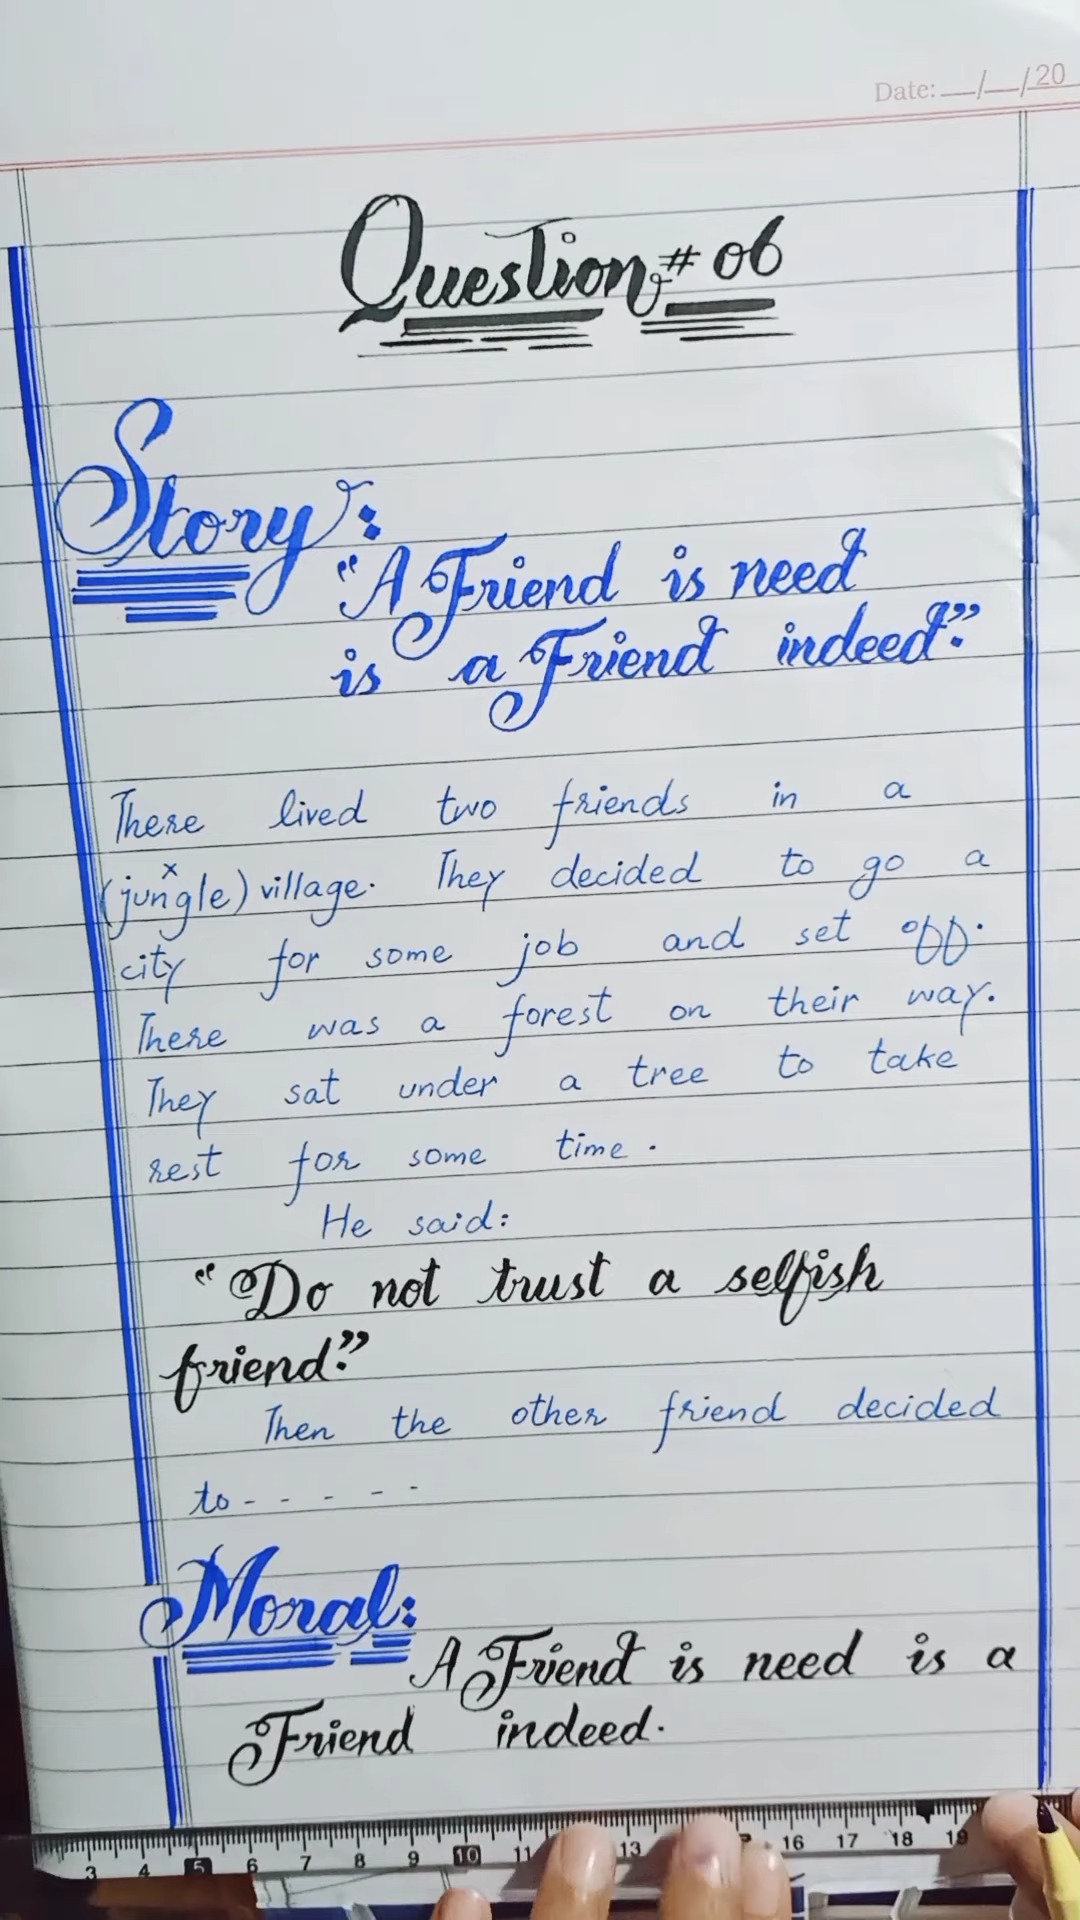 Date: __/__/20
Question # 06
Story:
"A Friend is need
is a Friend indeed".
There lived two friends in a
(jungle) village. They decided to go a
city for some job and set off.
There was a forest on their way.
They sat under a tree to take
rest for some time.
He said:
"Do not trust a selfish
friend."
Then the other friend decided
to - - - - -
Moral:
A Friend is need is a
Friend indeed.
3 4 5 6 7 8 9 10 11 13 16 17 18 19